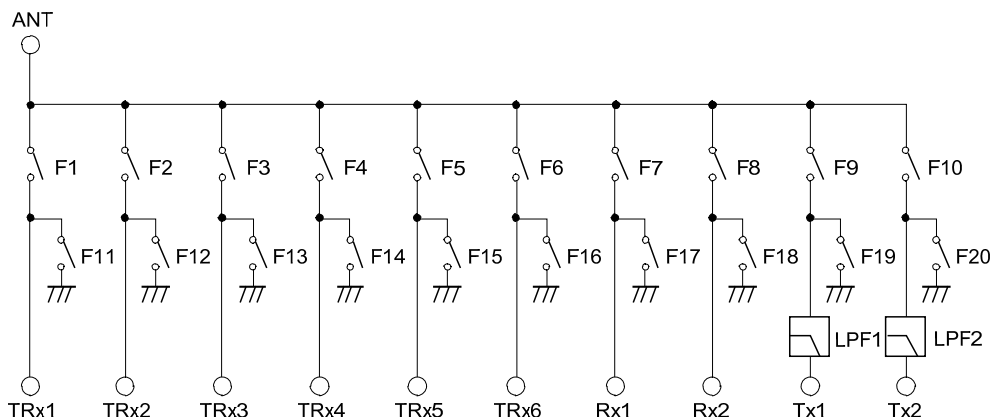 ANT
F1 F2 F3 F4 F5 F6 F7 F8 F9 F10
F11 F12 F13 F14 F15 F16 F17 F18 F19 F20
LPF1 LPF2
TRx1 TRx2 TRx3 TRx4 TRx5 TRx6 Rx1 Rx2 Tx1 Tx2